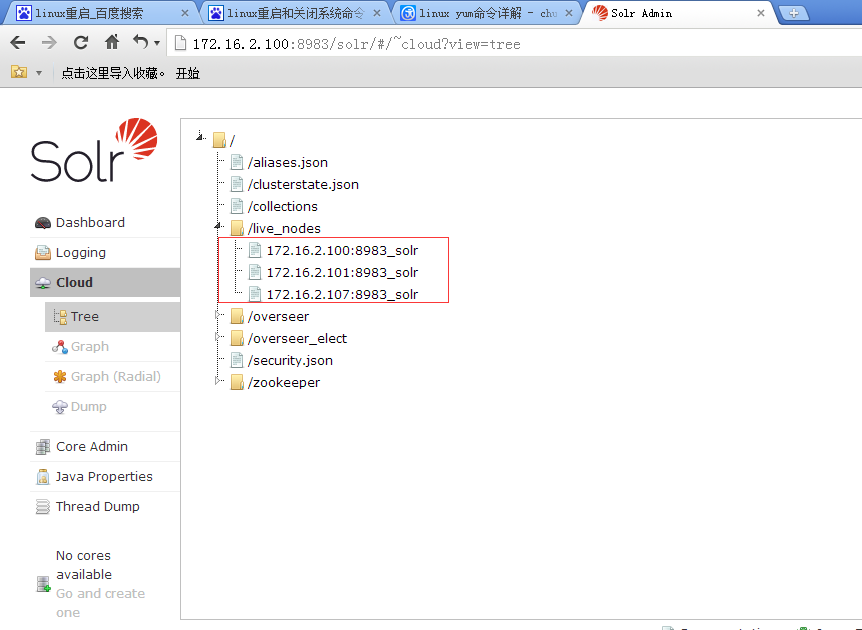 linux重启_百度搜索
linux重启和关闭系统命令
linux yum命令详解 - chu
Solr Admin
172.16.2.100:8983/solr/#/~cloud?view=tree
点击这里导入收藏。 开始
Solr
Dashboard
Logging
Cloud
Tree
Graph
Graph (Radial)
Dump
Core Admin
Java Properties
Thread Dump
No cores
available
Go and create
one
/
/aliases.json
/clusterstate.json
/collections
/live_nodes
172.16.2.100:8983_solr
172.16.2.101:8983_solr
172.16.2.107:8983_solr
/overseer
/overseer_elect
/security.json
/zookeeper